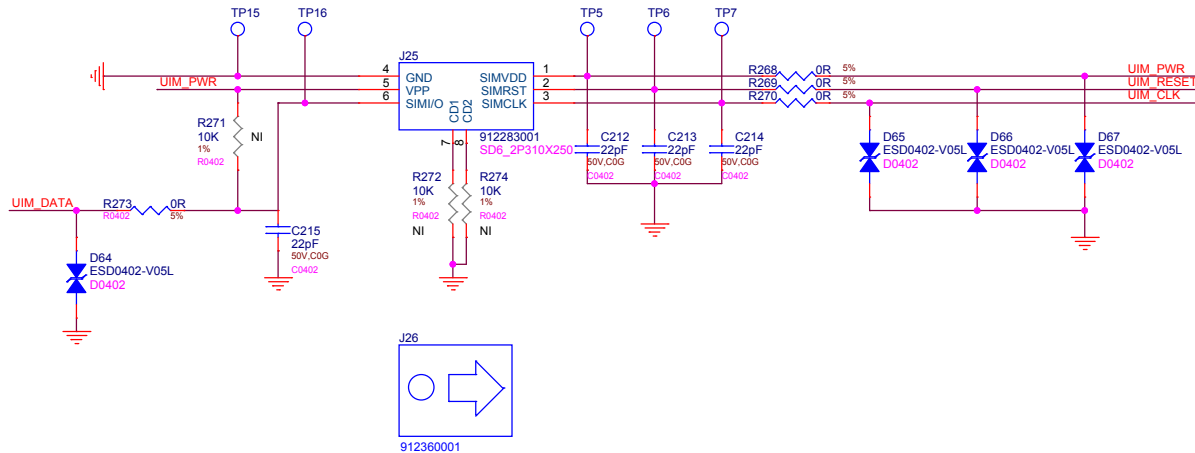 TP15
TP16
TP5
TP6
TP7
J25
4
GND
SIMVDD
1
R268
0R
5%
UIM_PWR
UIM_PWR
5
VPP
SIMRST
2
R269
0R
5%
UIM_RESET
6
SIMI/O
SIMCLK
3
R270
0R
5%
UIM_CLK
CD1
CD2
7
8
912283001
SD6_2P310X250
R271
10K
1%
R0402
NI
C212
22pF
50V,C0G
C0402
C213
22pF
50V,C0G
C0402
C214
22pF
50V,C0G
C0402
D65
ESD0402-V05L
D0402
D66
ESD0402-V05L
D0402
D67
ESD0402-V05L
D0402
R272
10K
1%
R0402
NI
R274
10K
1%
R0402
NI
UIM_DATA
R273
R0402
0R
5%
C215
22pF
50V,C0G
C0402
D64
ESD0402-V05L
D0402
J26
912360001